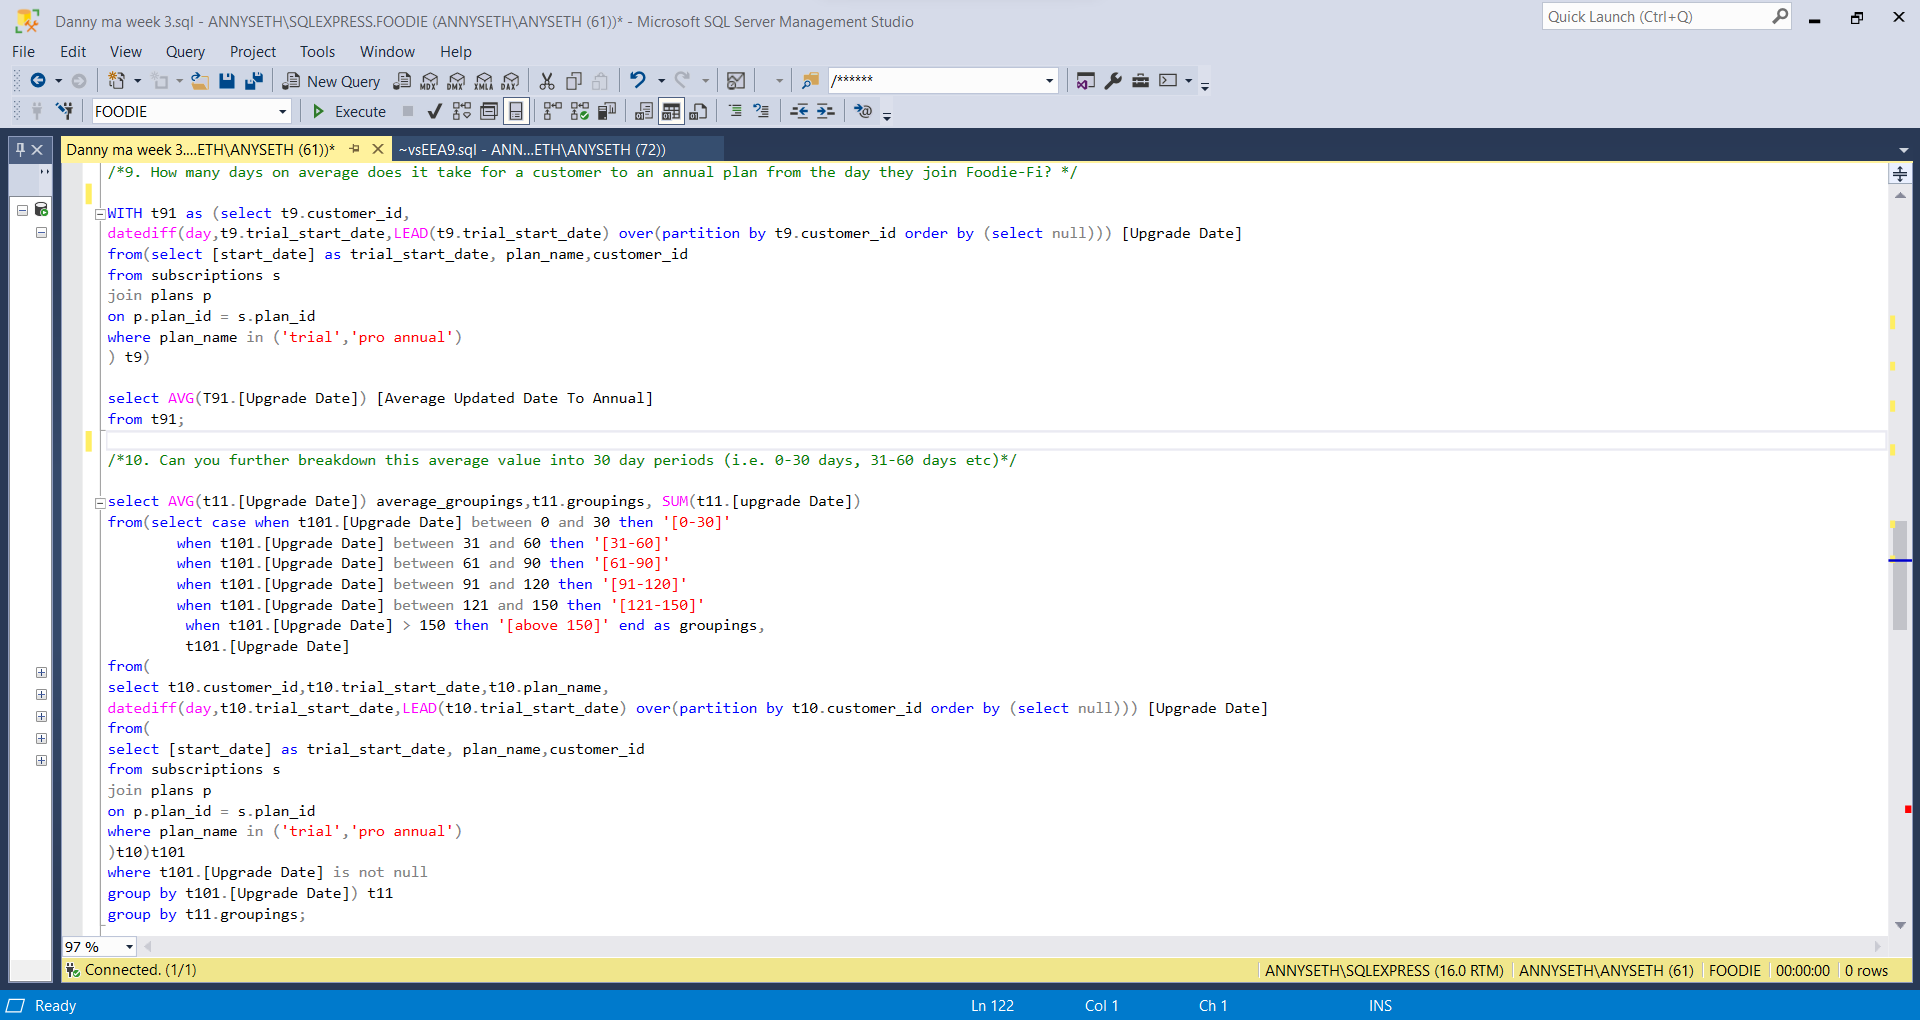 Danny ma week 3.sql - ANNYSETH\SQLEXPRESS.FOODIE (ANNYSETH\ANYSETH (61))* - Microsoft SQL Server Management Studio
Quick Launch (Ctrl+Q)
File Edit View Query Project Tools Window Help
New Query MDX DMX XMLA DAX /******
FOODIE Execute
Danny ma week 3....ETH\ANYSETH (61))* ~vsEEA9.sql - ANN...ETH\ANYSETH (72))
/*9. How many days on average does it take for a customer to an annual plan from the day they join Foodie-Fi? */
WITH t91 as (select t9.customer_id,
datediff(day,t9.trial_start_date,LEAD(t9.trial_start_date) over(partition by t9.customer_id order by (select null))) [Upgrade Date]
from(select [start_date] as trial_start_date, plan_name,customer_id
from subscriptions s
join plans p
on p.plan_id = s.plan_id
where plan_name in ('trial','pro annual')
) t9)
select AVG(T91.[Upgrade Date]) [Average Updated Date To Annual]
from t91;
/*10. Can you further breakdown this average value into 30 day periods (i.e. 0-30 days, 31-60 days etc)*/
select AVG(t11.[Upgrade Date]) average_groupings,t11.groupings, SUM(t11.[upgrade Date])
from(select case when t101.[Upgrade Date] between 0 and 30 then '[0-30]'
when t101.[Upgrade Date] between 31 and 60 then '[31-60]'
when t101.[Upgrade Date] between 61 and 90 then '[61-90]'
when t101.[Upgrade Date] between 91 and 120 then '[91-120]'
when t101.[Upgrade Date] between 121 and 150 then '[121-150]'
when t101.[Upgrade Date] > 150 then '[above 150]' end as groupings,
t101.[Upgrade Date]
from(
select t10.customer_id,t10.trial_start_date,t10.plan_name,
datediff(day,t10.trial_start_date,LEAD(t10.trial_start_date) over(partition by t10.customer_id order by (select null))) [Upgrade Date]
from(
select [start_date] as trial_start_date, plan_name,customer_id
from subscriptions s
join plans p
on p.plan_id = s.plan_id
where plan_name in ('trial','pro annual')
)t10)t101
where t101.[Upgrade Date] is not null
group by t101.[Upgrade Date]) t11
group by t11.groupings;
97 %
Connected. (1/1) ANNYSETH\SQLEXPRESS (16.0 RTM) ANNYSETH\ANYSETH (61) FOODIE 00:00:00 0 rows
Ready Ln 122 Col 1 Ch 1 INS